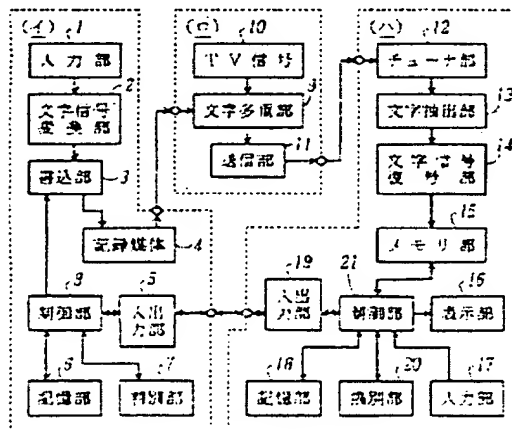 (イ)
1
入力部
2
文字信号
変換部
書込部
3
記録媒体
4
8
制御部
5
入出
力部
6
記憶部
7
判別部
(ロ)
10
TV信号
9
文字多重部
11
送信部
(ハ)
12
チューナ部
13
文字抽出部
14
文字信号
復号部
15
メモリ部
19
入出
力部
21
制御部
16
表示部
18
記憶部
20
識別部
17
入力部